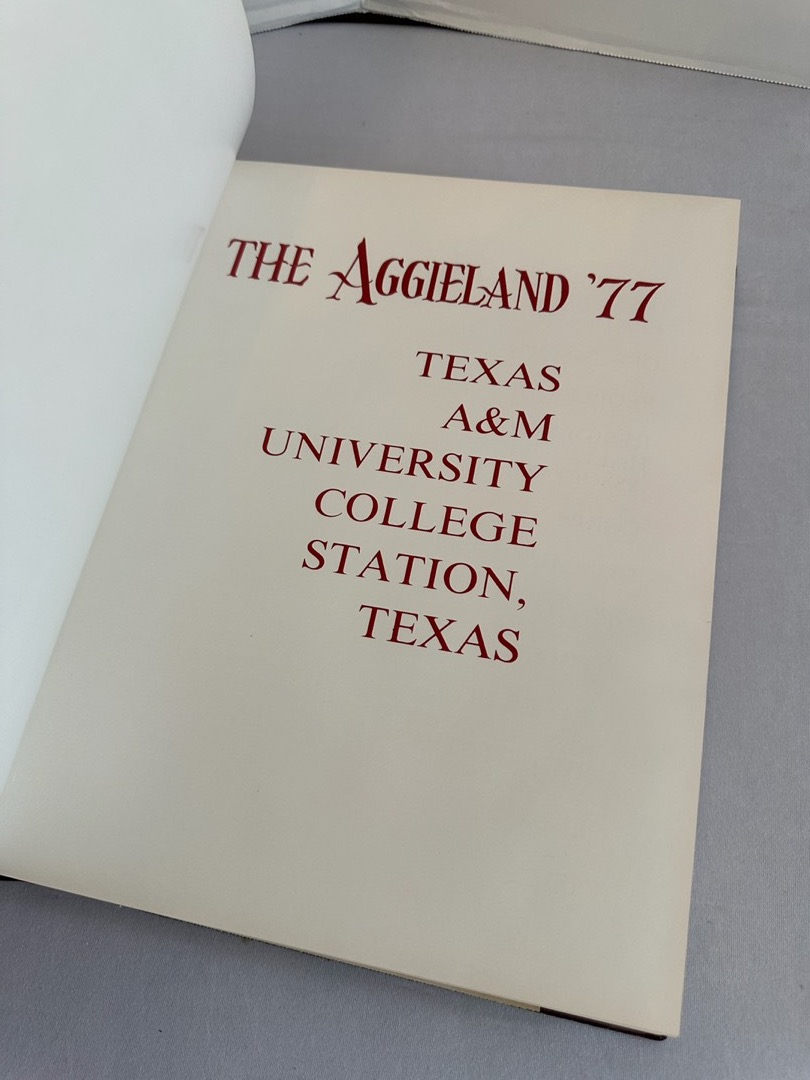 THE AGGIELAND '77
TEXAS
A&M
UNIVERSITY
COLLEGE
STATION,
TEXAS